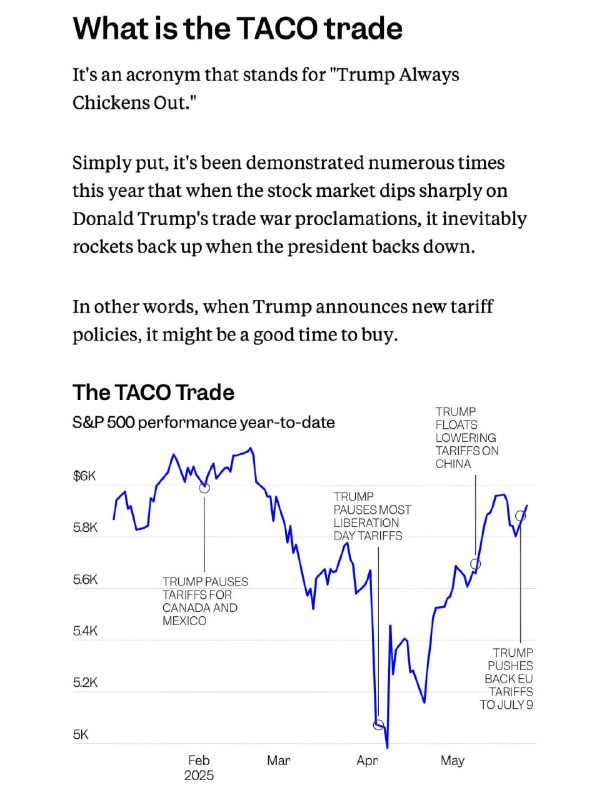 What is the TACO trade
It's an acronym that stands for "Trump Always
Chickens Out."
Simply put, it's been demonstrated numerous times
this year that when the stock market dips sharply on
Donald Trump's trade war proclamations, it inevitably
rockets back up when the president backs down.
In other words, when Trump announces new tariff
policies, it might be a good time to buy.
The TACO Trade
S&P 500 performance year-to-date
TRUMP
FLOATS
LOWERING
TARIFFS ON
CHINA
$6K
TRUMP
PAUSES MOST
LIBERATION
DAY TARIFFS
5.8K
5.6K
TRUMP PAUSES
TARIFFS FOR
CANADA AND
MEXICO
5.4K
TRUMP
PUSHES
BACK EU
TARIFFS
TO JULY 9
5.2K
5K
Feb
2025
Mar
Apr
May